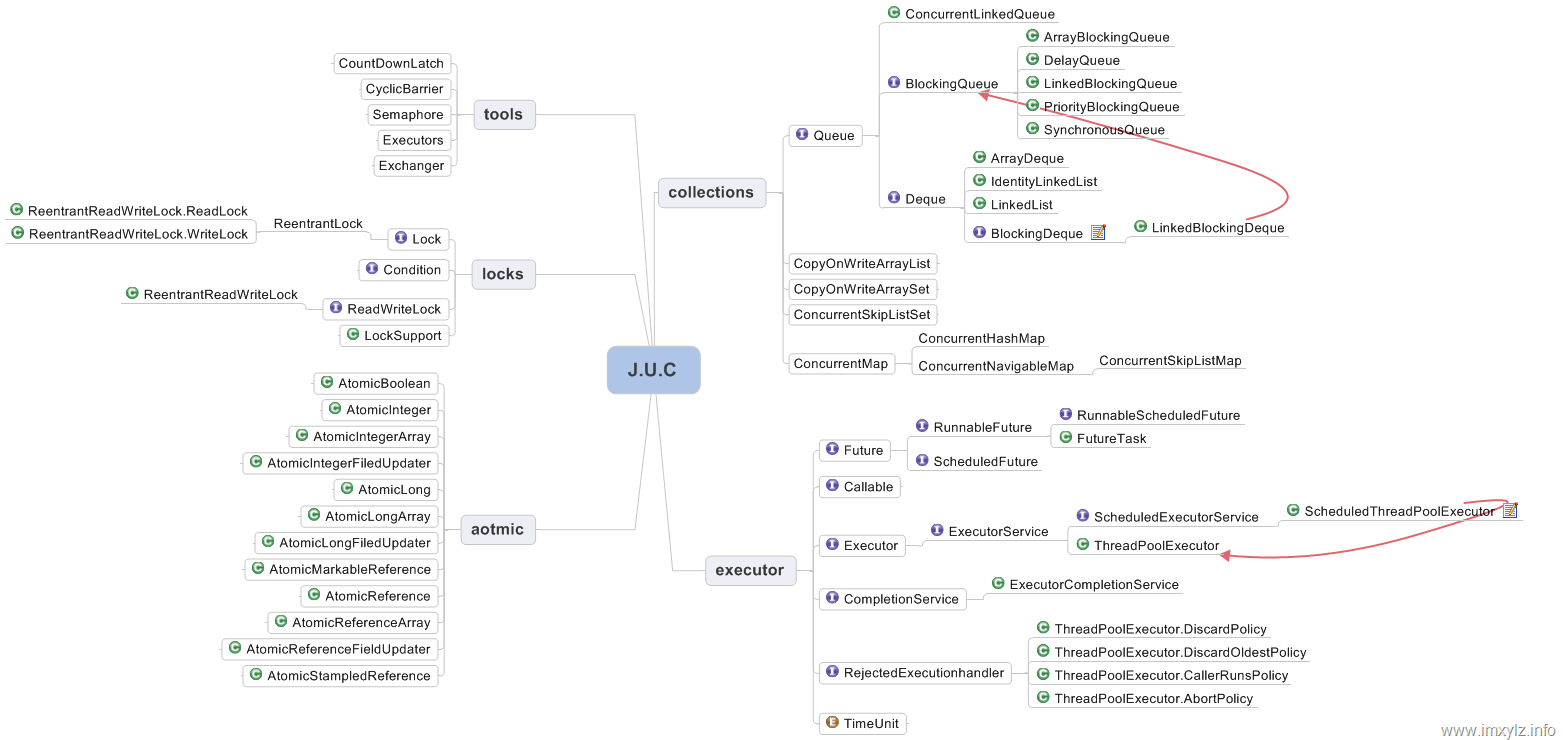 J.U.C
tools
CountDownLatch
CyclicBarrier
Semaphore
Executors
Exchanger
locks
Lock
ReentrantLock
ReentrantReadWriteLock.ReadLock
ReentrantReadWriteLock.WriteLock
Condition
ReadWriteLock
ReentrantReadWriteLock
LockSupport
aotmic
AtomicBoolean
AtomicInteger
AtomicIntegerArray
AtomicIntegerFiledUpdater
AtomicLong
AtomicLongArray
AtomicLongFiledUpdater
AtomicMarkableReference
AtomicReference
AtomicReferenceArray
AtomicReferenceFieldUpdater
AtomicStampledReference
collections
Queue
ConcurrentLinkedQueue
BlockingQueue
ArrayBlockingQueue
DelayQueue
LinkedBlockingQueue
PriorityBlockingQueue
SynchronousQueue
Deque
ArrayDeque
IdentityLinkedList
LinkedList
BlockingDeque
LinkedBlockingDeque
CopyOnWriteArrayList
CopyOnWriteArraySet
ConcurrentSkipListSet
ConcurrentMap
ConcurrentHashMap
ConcurrentNavigableMap
ConcurrentSkipListMap
executor
Future
RunnableFuture
RunnableScheduledFuture
FutureTask
ScheduledFuture
Callable
Executor
ExecutorService
ScheduledExecutorService
ScheduledThreadPoolExecutor
ThreadPoolExecutor
CompletionService
ExecutorCompletionService
RejectedExecutionhandler
ThreadPoolExecutor.DiscardPolicy
ThreadPoolExecutor.DiscardOldestPolicy
ThreadPoolExecutor.CallerRunsPolicy
ThreadPoolExecutor.AbortPolicy
TimeUnit
www.imxylz.info